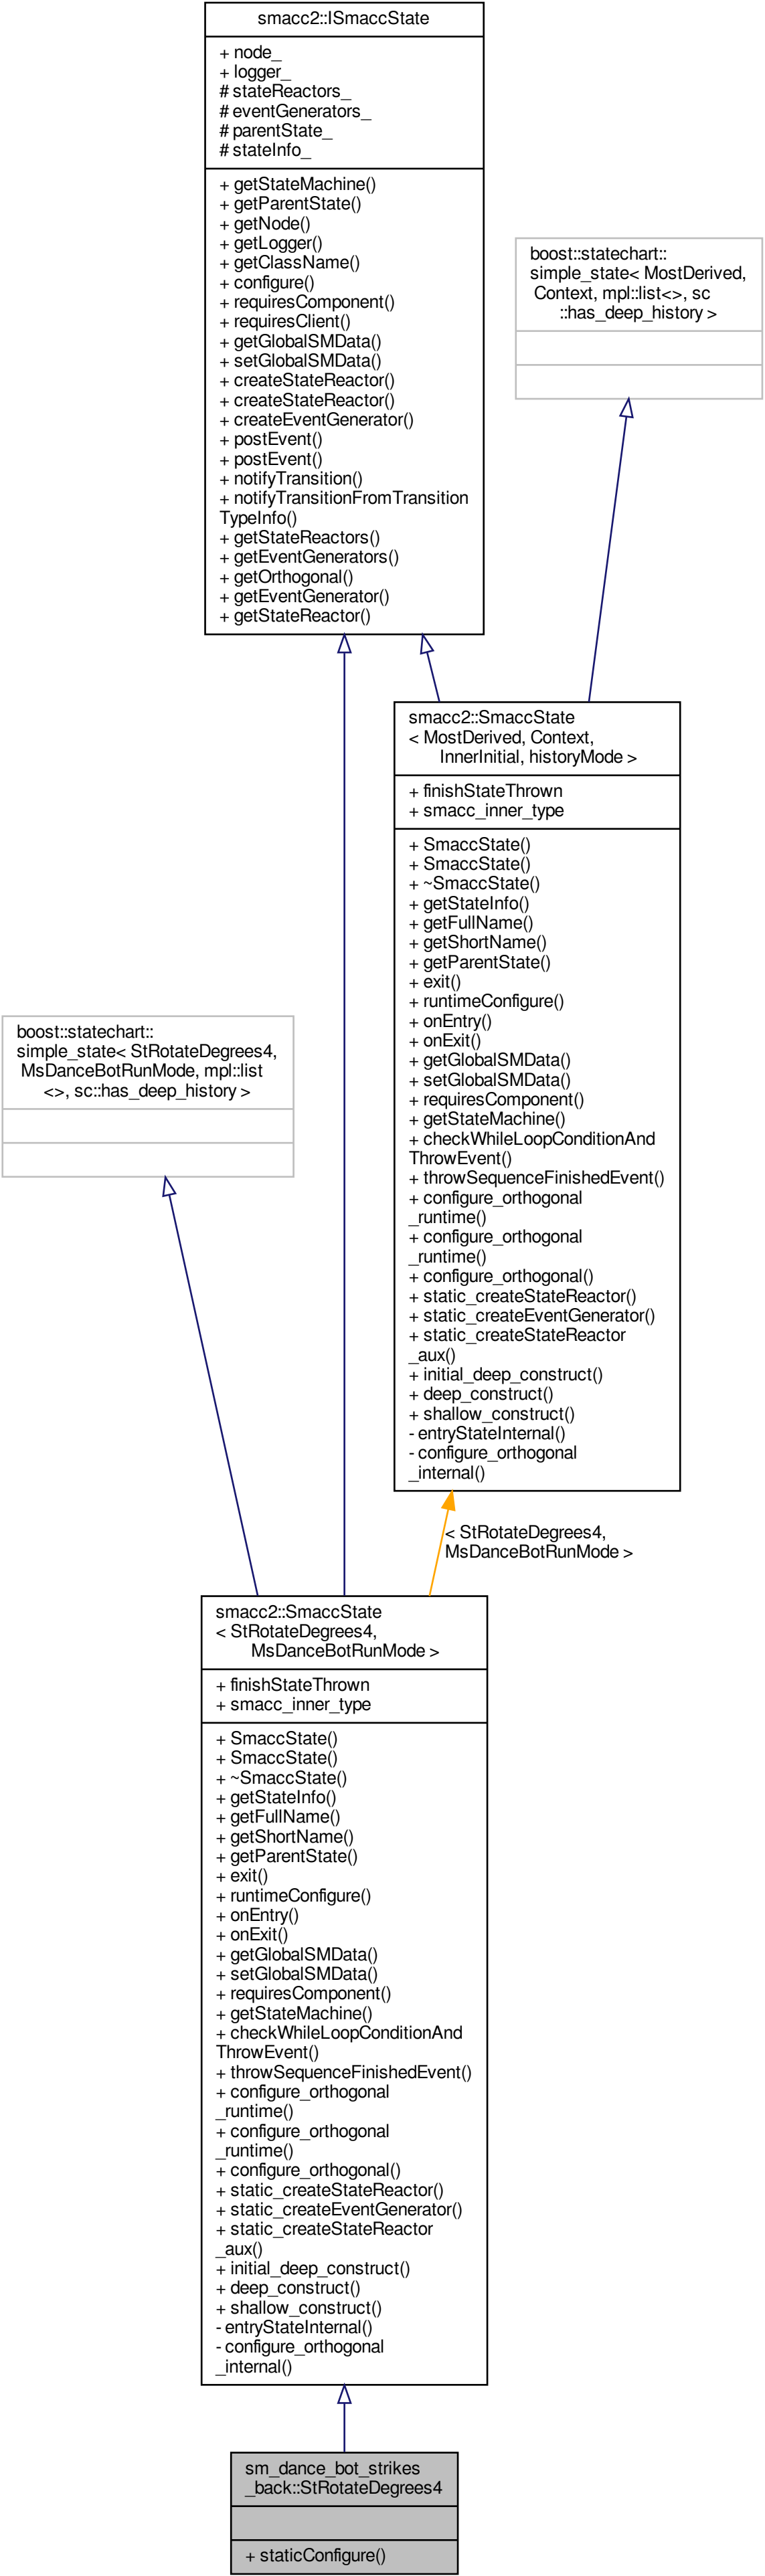 smacc2::ISmaccState
+ node_
+ logger_
# stateReactors_
# eventGenerators_
# parentState_
# stateInfo_
+ getStateMachine()
+ getParentState()
+ getNode()
+ getLogger()
+ getClassName()
+ configure()
+ requiresComponent()
+ requiresClient()
+ getGlobalSMData()
+ setGlobalSMData()
+ createStateReactor()
+ createStateReactor()
+ createEventGenerator()
+ postEvent()
+ postEvent()
+ notifyTransition()
+ notifyTransitionFromTransition
TypeInfo()
+ getStateReactors()
+ getEventGenerators()
+ getOrthogonal()
+ getEventGenerator()
+ getStateReactor()
boost::statechart::
simple_state< MostDerived,
Context, mpl::list<>, sc
::has_deep_history >
smacc2::SmaccState
< MostDerived, Context,
InnerInitial, historyMode >
+ finishStateThrown
+ smacc_inner_type
+ SmaccState()
+ SmaccState()
+ ~SmaccState()
+ getStateInfo()
+ getFullName()
+ getShortName()
+ getParentState()
+ exit()
+ runtimeConfigure()
+ onEntry()
+ onExit()
+ getGlobalSMData()
+ setGlobalSMData()
+ requiresComponent()
+ getStateMachine()
+ checkWhileLoopConditionAnd
ThrowEvent()
+ throwSequenceFinishedEvent()
+ configure_orthogonal
_runtime()
+ configure_orthogonal
_runtime()
+ configure_orthogonal()
+ static_createStateReactor()
+ static_createEventGenerator()
+ static_createStateReactor
_aux()
+ initial_deep_construct()
+ deep_construct()
+ shallow_construct()
- entryStateInternal()
- configure_orthogonal
_internal()
boost::statechart::
simple_state< StRotateDegrees4,
MsDanceBotRunMode, mpl::list
<>, sc::has_deep_history >
< StRotateDegrees4,
MsDanceBotRunMode >
smacc2::SmaccState
< StRotateDegrees4,
MsDanceBotRunMode >
+ finishStateThrown
+ smacc_inner_type
+ SmaccState()
+ SmaccState()
+ ~SmaccState()
+ getStateInfo()
+ getFullName()
+ getShortName()
+ getParentState()
+ exit()
+ runtimeConfigure()
+ onEntry()
+ onExit()
+ getGlobalSMData()
+ setGlobalSMData()
+ requiresComponent()
+ getStateMachine()
+ checkWhileLoopConditionAnd
ThrowEvent()
+ throwSequenceFinishedEvent()
+ configure_orthogonal
_runtime()
+ configure_orthogonal
_runtime()
+ configure_orthogonal()
+ static_createStateReactor()
+ static_createEventGenerator()
+ static_createStateReactor
_aux()
+ initial_deep_construct()
+ deep_construct()
+ shallow_construct()
- entryStateInternal()
- configure_orthogonal
_internal()
sm_dance_bot_strikes
_back::StRotateDegrees4
+ staticConfigure()